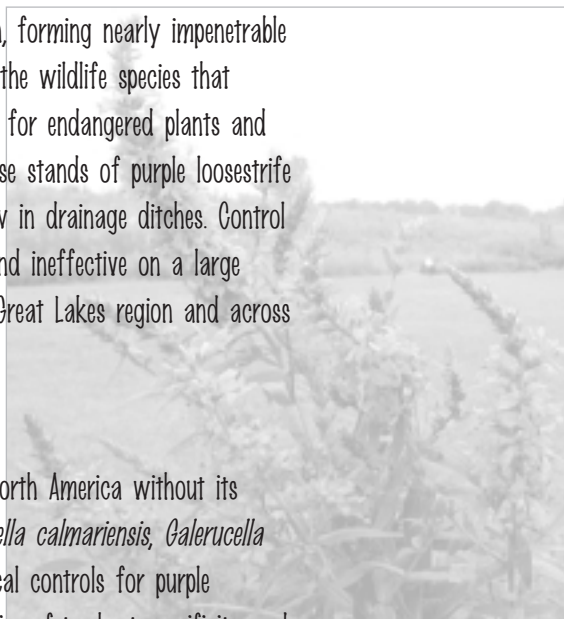 , forming nearly impenetrable
the wildlife species that
for endangered plants and
se stands of purple loosestrife
in drainage ditches. Control
nd ineffective on a large
Great Lakes region and across
orth America without its
ella calmariensis, Galerucella
cal controls for purple